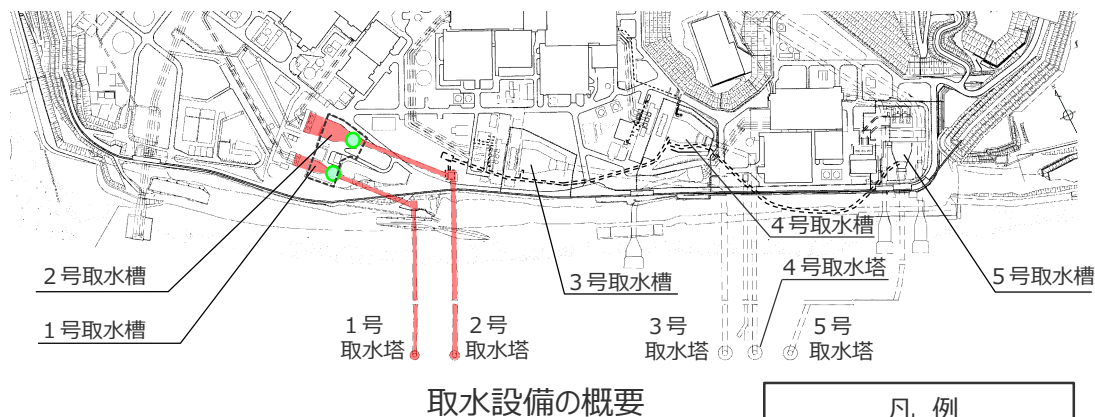 4号取水槽
4号取水塔
2号取水槽
3号取水槽
5号取水槽
1号取水槽
1号
取水塔
2号
取水塔
3号
取水塔
5号
取水塔
取水設備の概要
凡 例